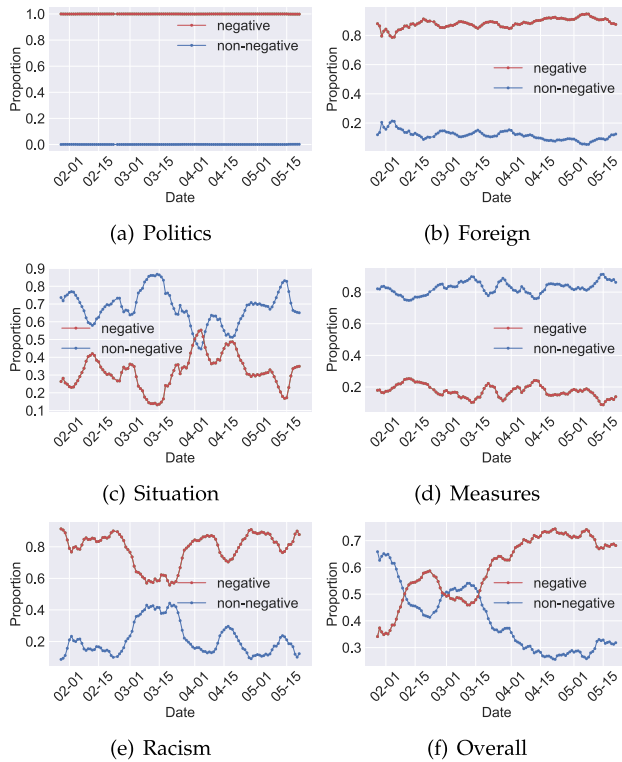 1.0
0.8
0.6
0.4
0.2
0.0
Proportion
negative
non-negative
02-01
02-15
03-01
03-15
04-01
04-15
05-01
05-15
Date
(a) Politics
0.8
0.6
0.4
0.2
Proportion
negative
non-negative
02-01
02-15
03-01
03-15
04-01
04-15
05-01
05-15
Date
(b) Foreign
0.9
0.8
0.7
0.6
0.5
0.4
0.3
0.2
0.1
Proportion
negative
non-negative
02-01
02-15
03-01
03-15
04-01
04-15
05-01
05-15
Date
(c) Situation
0.8
0.6
0.4
0.2
Proportion
negative
non-negative
02-01
02-15
03-01
03-15
04-01
04-15
05-01
05-15
Date
(d) Measures
0.8
0.6
0.4
0.2
Proportion
negative
non-negative
02-01
02-15
03-01
03-15
04-01
04-15
05-01
05-15
Date
(e) Racism
0.7
0.6
0.5
0.4
0.3
Proportion
negative
non-negative
02-01
02-15
03-01
03-15
04-01
04-15
05-01
05-15
Date
(f) Overall